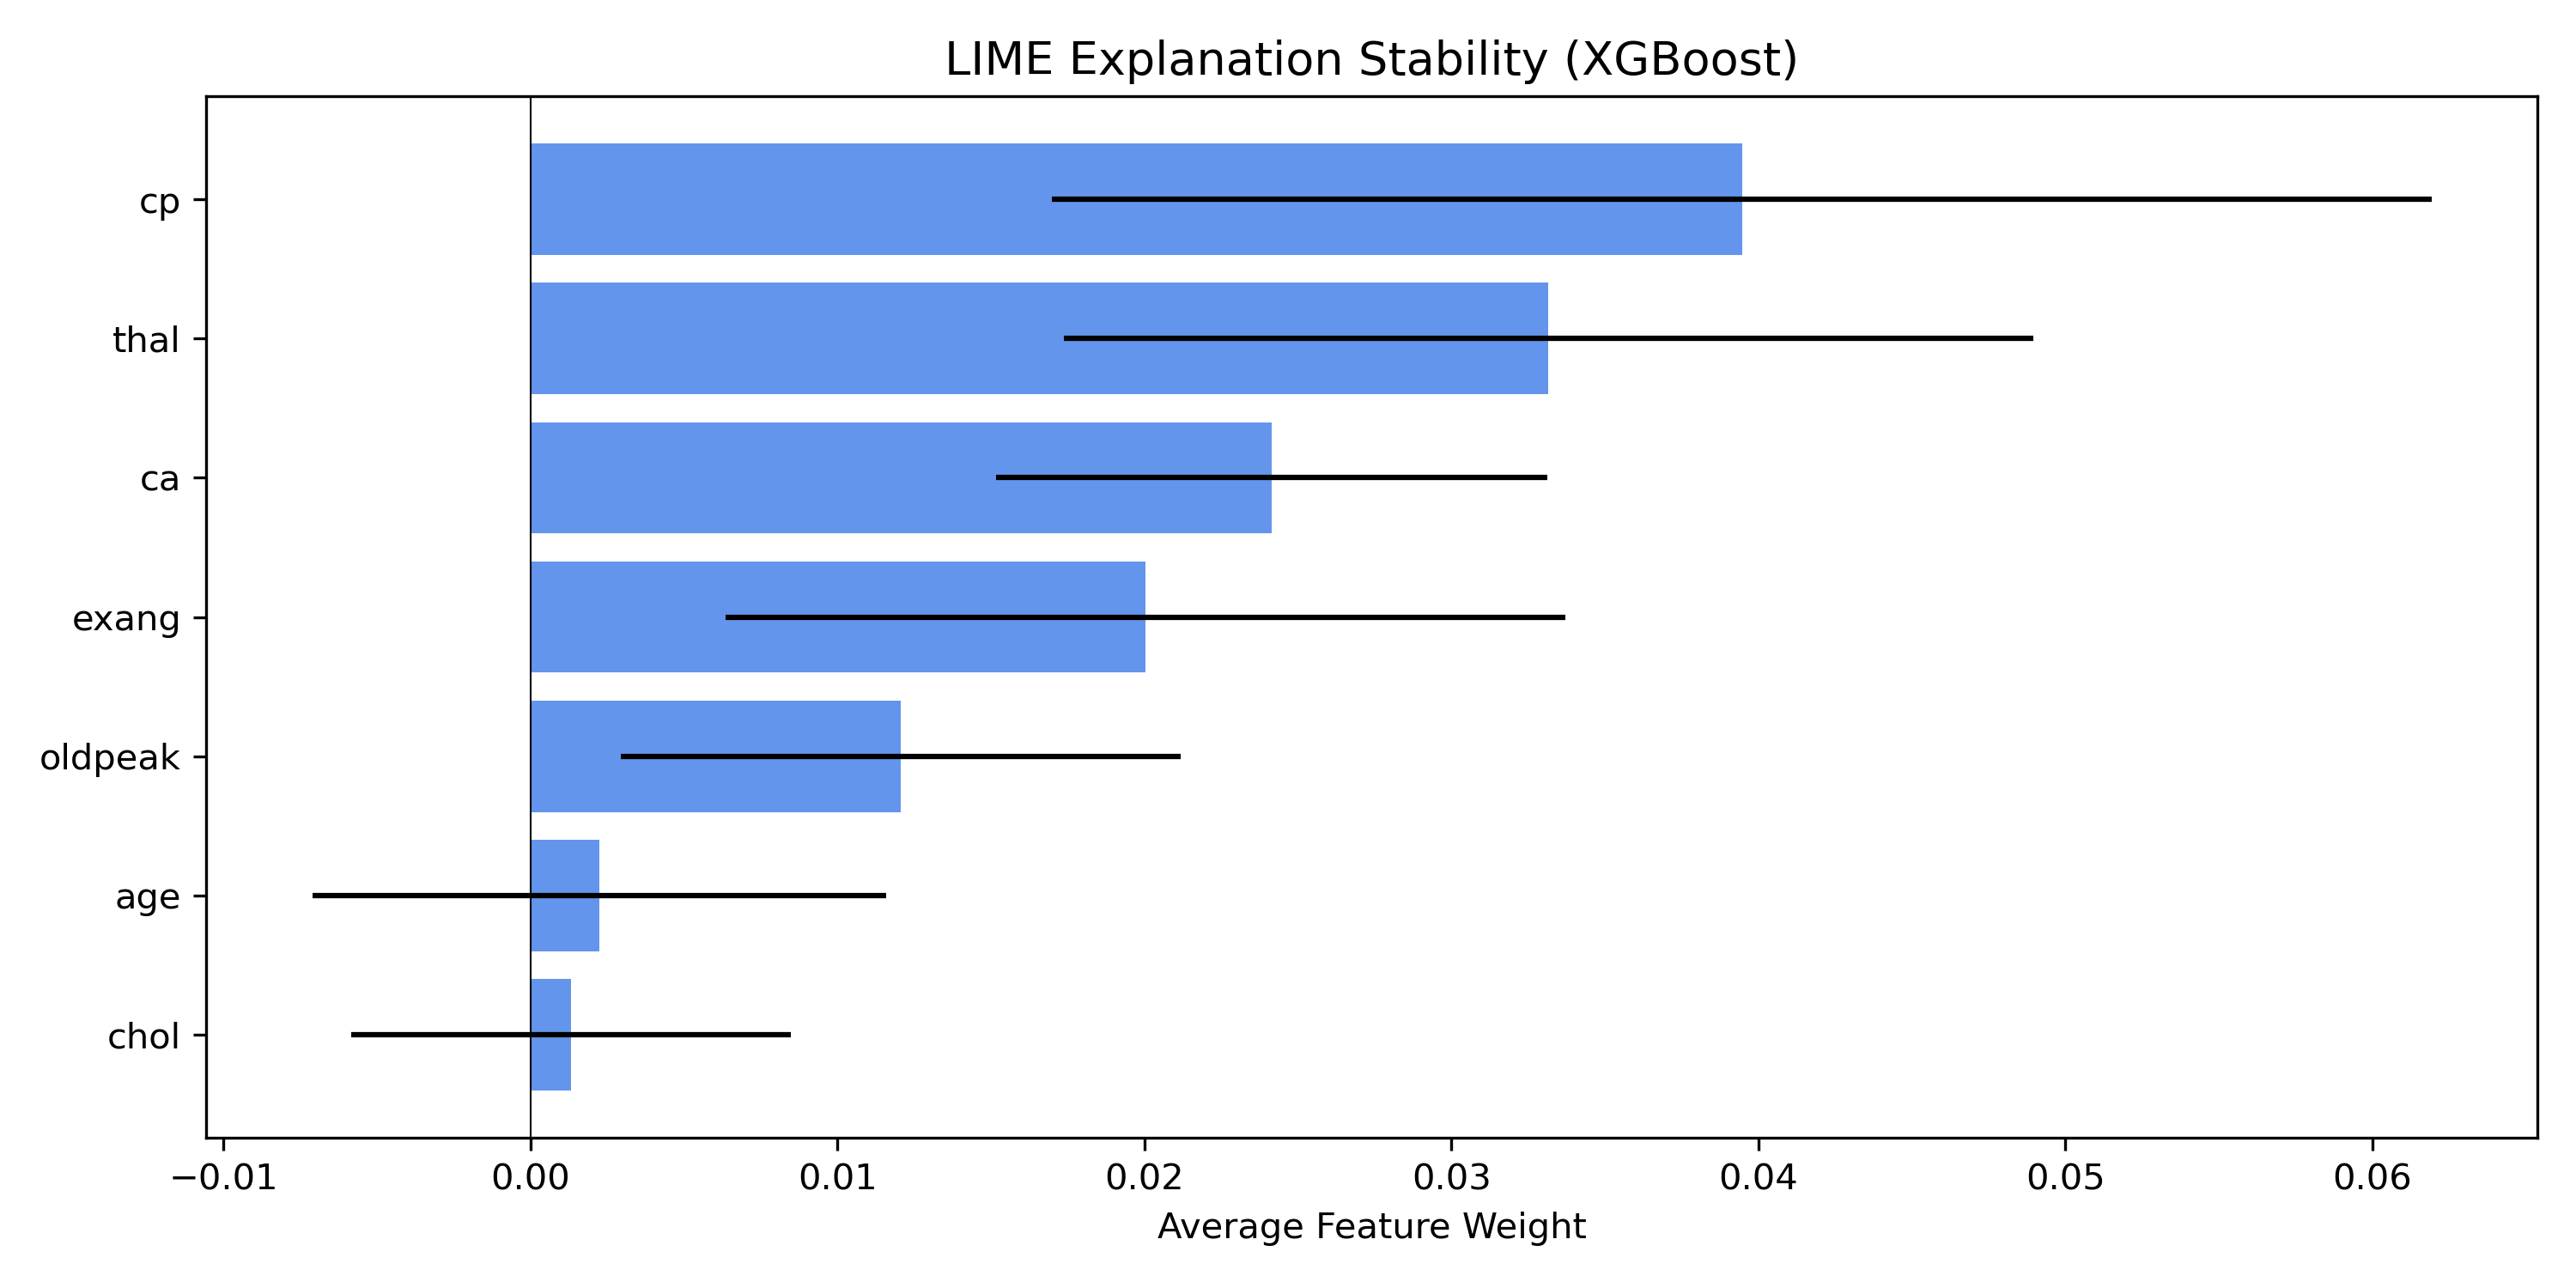 LIME Explanation Stability (XGBoost)
cp
thal
ca
exang
oldpeak
age
chol
−0.01 0.00 0.01 0.02 0.03 0.04 0.05 0.06
Average Feature Weight